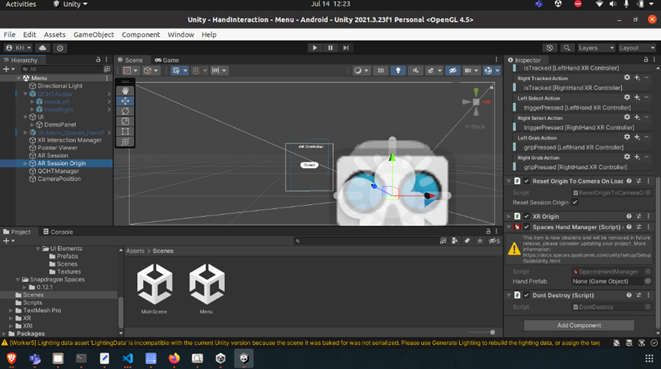 Activities
Unity
Jul 14 12:23
Unity - HandInteraction - Menu - Android - Unity 2021.3.23f1 Personal <OpenGL 4.5>
File Edit Assets GameObject Component Window Help
KH
Layers
Layout
Hierarchy
All
Menu
Directional Light
QCHTAvatar
HandLeft
HandRight
UI
DemoPanel
XR Interaction Manager
Pointer Viewer
AR Session
AR Session Origin
QCHTManager
CameraPosition
Scene
Game
2D
AR Controller
Back
Inspector
isTracked [LeftHand XR Controller]
Right Tracked Action
isTracked [RightHand XR Controller]
Left Select Action
triggerPressed [LeftHand XR Controller]
Right Select Action
triggerPressed [RightHand XR Controller]
Left Grab Action
gripPressed [LeftHand XR Controller]
Right Grab Action
gripPressed [RightHand XR Controller]
Reset Origin To Camera On Load
Script
ResetOriginToCameraO
Reset Session Origin
XR Origin
Spaces Hand Manager (Script)
This item is now obsolete and will be removed in future release, please consider updating your project. More information:
https://docs.spaces.qualcomm.com/unity/setup/SetupGuideUnity.html
Script
SpacesHandManager
Hand Prefab
None (Game Object)
Dont Destroy (Script)
Script
DontDestroy
Add Component
Project
Console
UI Elements
Prefabs
Scenes
Textures
Snapdragon Spaces
0.12.1
Scenes
Scripts
TextMesh Pro
XR
XRI
Packages
Assets > Scenes
MainScene
Menu
[Worker5] Lighting data asset 'LightingData' is incompatible with the current Unity version because the scene it was baked for was not serialized. Please use Generate Lighting to rebuild the lighting data, or assign the targ